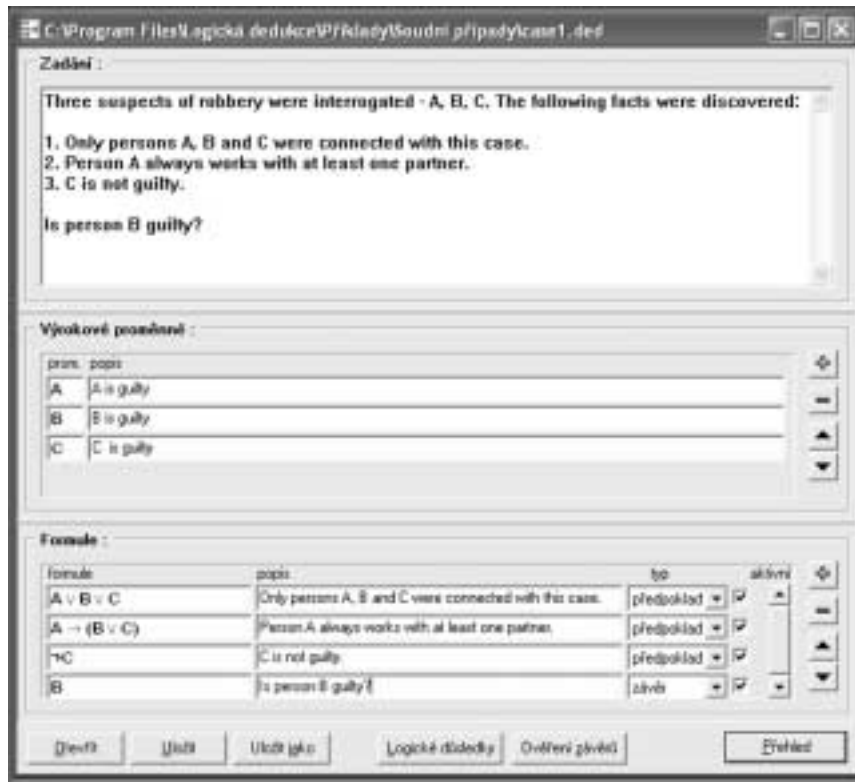 C:\Program Files\Logická dedukce\Příklady\Soudní případy\case1.ded
Zadání :
Three suspects of robbery were interrogated - A, B, C. The following facts were discovered:
1. Only persons A, B and C were connected with this case.
2. Person A always works with at least one partner.
3. C is not guilty.
Is person B guilty?
Výrokové proměnné :
prom. popis
A A is guilty
B B is guilty
C C is guilty
Formule :
formule popis typ aktivní
A ∨ B ∨ C Only persons A, B and C were connected with this case. předpoklad
A → (B ∨ C) Person A always works with at least one partner. předpoklad
¬C C is not guilty předpoklad
B Is person B guilty? závěr
Otevřít Uložit Uložit jako Logické důsledky Ověření závěrů Přehled